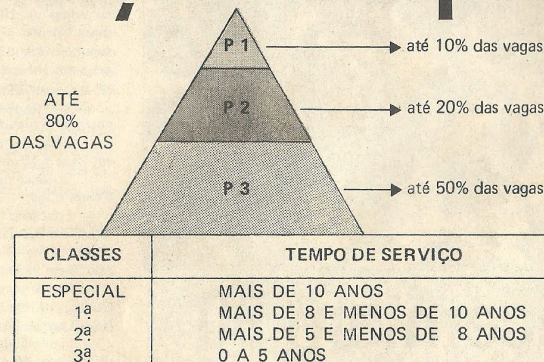 P 1
até 10% das vagas
ATÉ
80%
DAS VAGAS
P 2
até 20% das vagas
P 3
até 50% das vagas
CLASSES TEMPO DE SERVIÇO
ESPECIAL MAIS DE 10 ANOS
1ª MAIS DE 8 E MENOS DE 10 ANOS
2ª MAIS DE 5 E MENOS DE 8 ANOS
3ª 0 A 5 ANOS